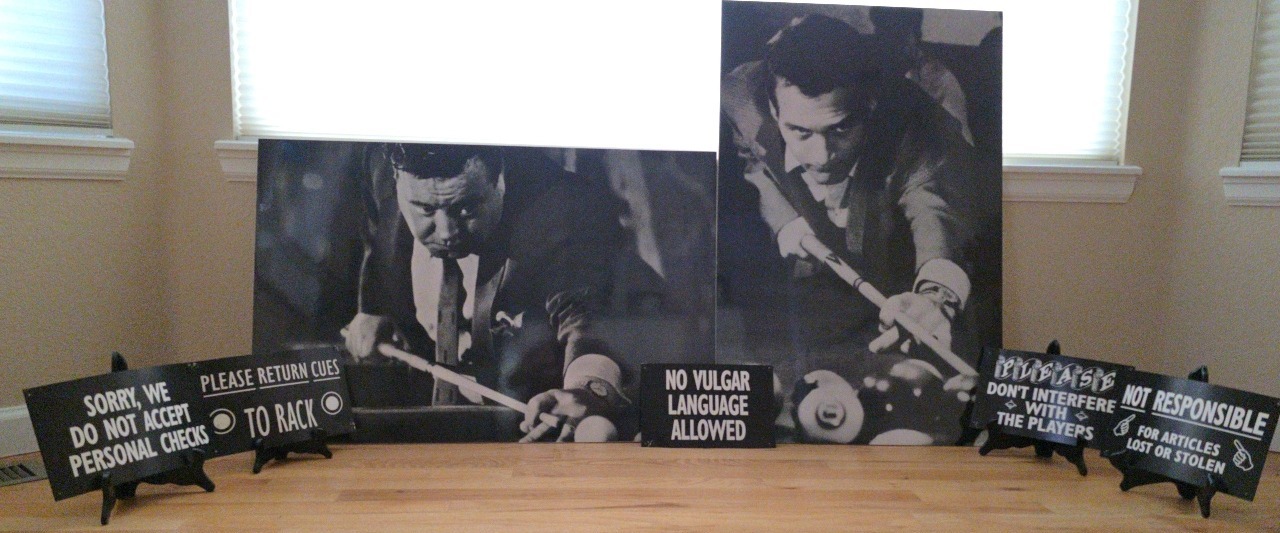 SORRY, WE
DO NOT ACCEPT
PERSONAL CHECKS
PLEASE RETURN CUES
TO RACK
NO VULGAR
LANGUAGE
ALLOWED
PLEASE
DON'T INTERFERE
WITH
THE PLAYERS
NOT RESPONSIBLE
FOR ARTICLES
LOST OR STOLEN